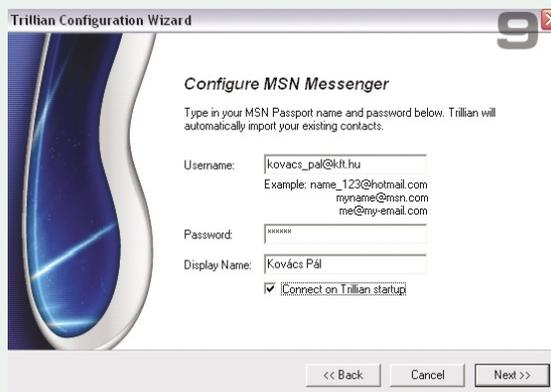 Trillian Configuration Wizard
9
Configure MSN Messenger
Type in your MSN Passport name and password below. Trillian will
automatically import your existing contacts.
Username:
kovacs_pal@kft.hu
Example: name_123@hotmail.com
myname@msn.com
me@my-email.com
Password:
××××××
Display Name:
Kovács Pál
Connect on Trillian startup
<< Back
Cancel
Next >>